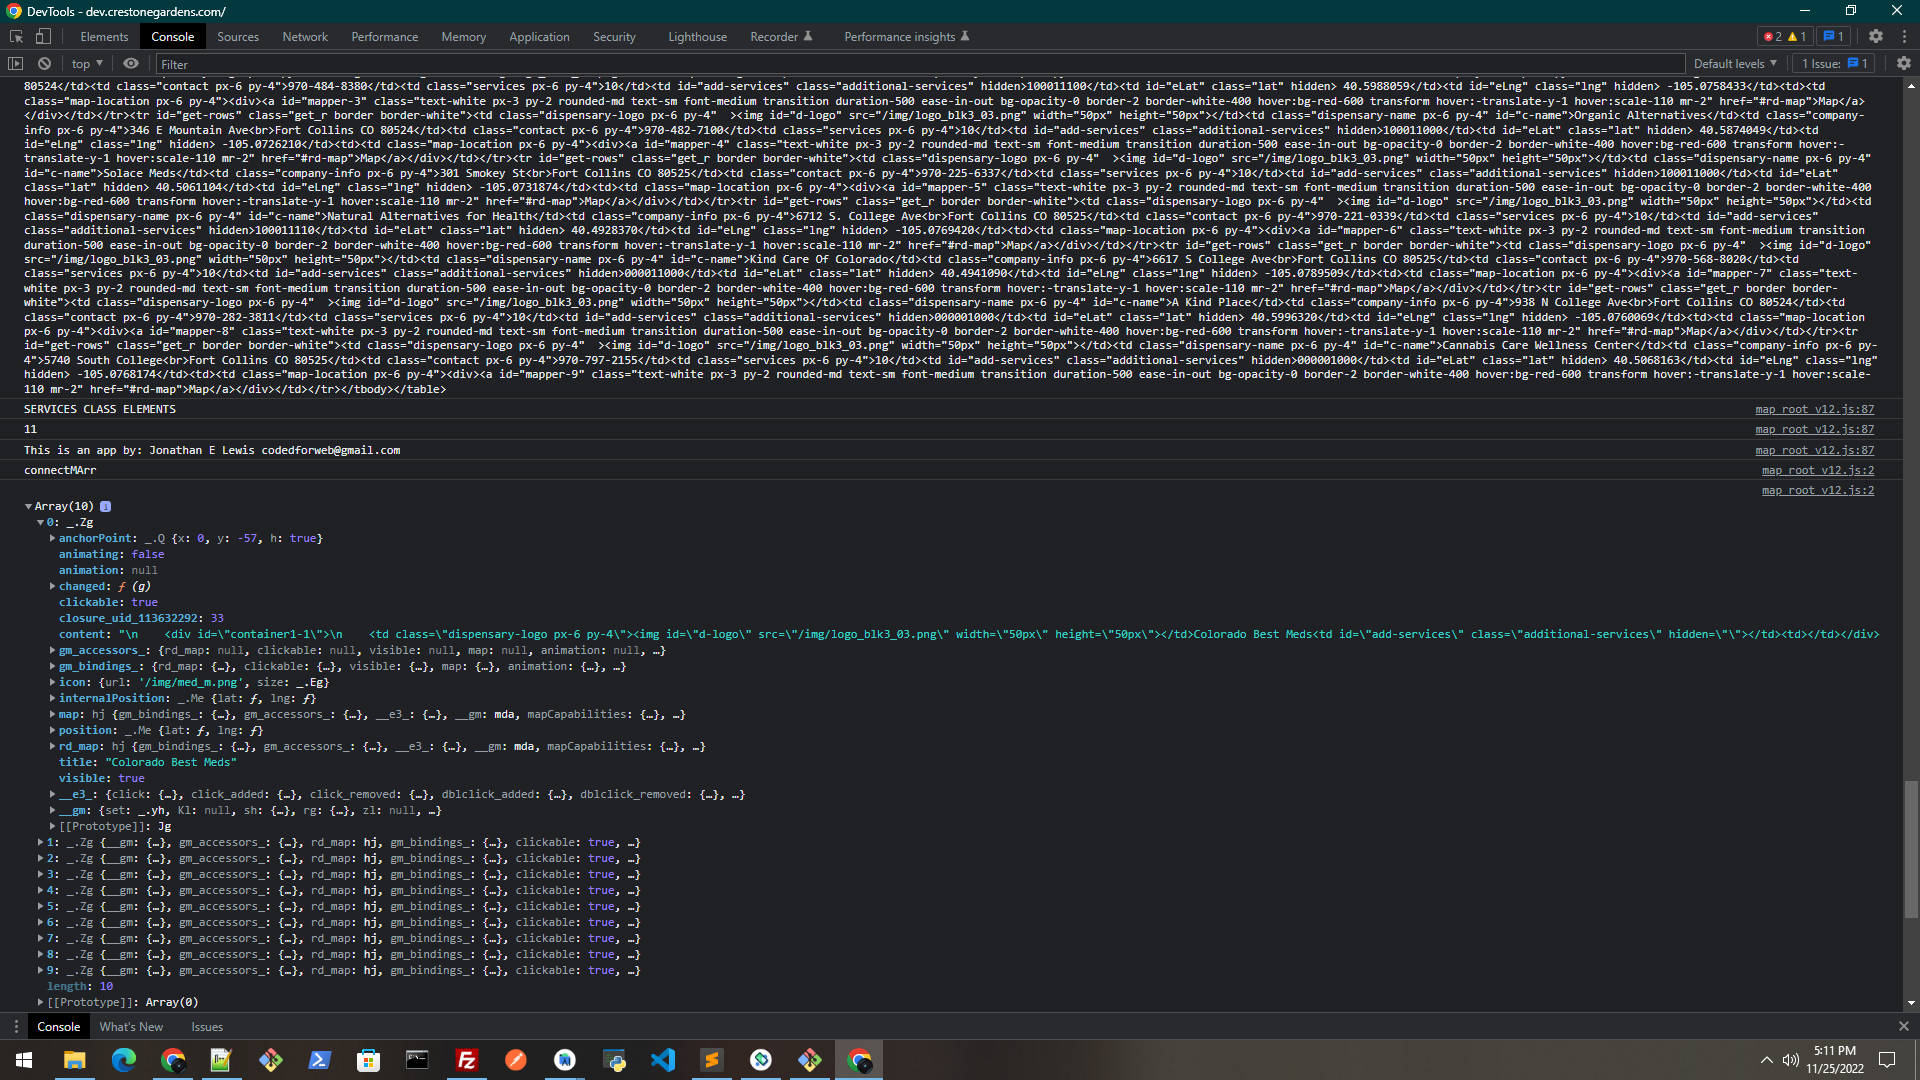 DevTools - dev.crestonegardens.com/
Elements Console Sources Network Performance Memory Application Security Lighthouse Recorder Performance insights 2 1 1
top Filter Default levels 1 Issue: 1
80524</td><td class="contact px-6 py-4">970-484-8380</td><td class="services px-6 py-4">10</td><td id="add-services" class="additional-services" hidden>100011100</td><td id="eLat" class="lat" hidden> 40.5988059</td><td id="eLng" class="lng" hidden> -105.0758433</td><td><td
class="map-location px-6 py-4"><div><a id="mapper-3" class="text-white px-3 py-2 rounded-md text-sm font-medium transition duration-500 ease-in-out bg-opacity-0 border-2 border-white-400 hover:bg-red-600 transform hover:-translate-y-1 hover:scale-110 mr-2" href="#rd-map">Map</a>
</div></td></tr><tr id="get-rows" class="get_r border border-white"><td class="dispensary-logo px-6 py-4"  ><img id="d-logo" src="/img/logo_blk3_03.png" width="50px" height="50px"></td><td class="dispensary-name px-6 py-4" id="c-name">Organic Alternatives</td><td class="company-
info px-6 py-4">346 E Mountain Ave<br>Fort Collins CO 80524</td><td class="contact px-6 py-4">970-482-7100</td><td class="services px-6 py-4">10</td><td id="add-services" class="additional-services" hidden>100011000</td><td id="eLat" class="lat" hidden> 40.5874049</td><td
id="eLng" class="lng" hidden> -105.0726210</td><td><td class="map-location px-6 py-4"><div><a id="mapper-4" class="text-white px-3 py-2 rounded-md text-sm font-medium transition duration-500 ease-in-out bg-opacity-0 border-2 border-white-400 hover:bg-red-600 transform hover:-
translate-y-1 hover:scale-110 mr-2" href="#rd-map">Map</a></div></td></tr><tr id="get-rows" class="get_r border border-white"><td class="dispensary-logo px-6 py-4"  ><img id="d-logo" src="/img/logo_blk3_03.png" width="50px" height="50px"></td><td class="dispensary-name px-6 py-4"
id="c-name">Solace Meds</td><td class="company-info px-6 py-4">301 Smokey St<br>Fort Collins CO 80525</td><td class="contact px-6 py-4">970-225-6337</td><td class="services px-6 py-4">10</td><td id="add-services" class="additional-services" hidden>100011000</td><td id="eLat"
class="lat" hidden> 40.5061104</td><td id="eLng" class="lng" hidden> -105.0731874</td><td class="map-location px-6 py-4"><div><a id="mapper-5" class="text-white px-3 py-2 rounded-md text-sm font-medium transition duration-500 ease-in-out bg-opacity-0 border-2 border-white-400
hover:bg-red-600 transform hover:-translate-y-1 hover:scale-110 mr-2" href="#rd-map">Map</a></div></td></tr><tr id="get-rows" class="get_r border border-white"><td class="dispensary-logo px-6 py-4"  ><img id="d-logo" src="/img/logo_blk3_03.png" width="50px" height="50px"></td><td
class="dispensary-name px-6 py-4" id="c-name">Natural Alternatives for Health</td><td class="company-info px-6 py-4">6712 S. College Ave<br>Fort Collins CO 80525</td><td class="contact px-6 py-4">970-221-0339</td><td class="services px-6 py-4">10</td><td id="add-services"
class="additional-services" hidden>100011110</td><td id="eLat" class="lat" hidden> 40.4928370</td><td id="eLng" class="lng" hidden> -105.0769420</td><td class="map-location px-6 py-4"><div><a id="mapper-6" class="text-white px-3 py-2 rounded-md text-sm font-medium transition
duration-500 ease-in-out bg-opacity-0 border-2 border-white-400 hover:bg-red-600 transform hover:-translate-y-1 hover:scale-110 mr-2" href="#rd-map">Map</a></div></td></tr><tr id="get-rows" class="get_r border border-white"><td class="dispensary-logo px-6 py-4"  ><img id="d-logo"
src="/img/logo_blk3_03.png" width="50px" height="50px"></td><td class="dispensary-name px-6 py-4" id="c-name">Kind Care Of Colorado</td><td class="company-info px-6 py-4">6617 S College Ave<br>Fort Collins CO 80525</td><td class="contact px-6 py-4">970-568-8020</td><td
class="services px-6 py-4">10</td><td id="add-services" class="additional-services" hidden>000011000</td><td id="eLat" class="lat" hidden> 40.4941090</td><td id="eLng" class="lng" hidden> -105.0789509</td><td class="map-location px-6 py-4"><div><a id="mapper-7" class="text-
white px-3 py-2 rounded-md text-sm font-medium transition duration-500 ease-in-out bg-opacity-0 border-2 border-white-400 hover:bg-red-600 transform hover:-translate-y-1 hover:scale-110 mr-2" href="#rd-map">Map</a></div></td></tr><tr id="get-rows" class="get_r border border-
white"><td class="dispensary-logo px-6 py-4"  ><img id="d-logo" src="/img/logo_blk3_03.png" width="50px" height="50px"></td><td class="dispensary-name px-6 py-4" id="c-name">A Kind Place</td><td class="company-info px-6 py-4">938 N College Ave<br>Fort Collins CO 80524</td><td
class="contact px-6 py-4">970-282-3811</td><td class="services px-6 py-4">10</td><td id="add-services" class="additional-services" hidden>000001000</td><td id="eLat" class="lat" hidden> 40.5996320</td><td id="eLng" class="lng" hidden> -105.0760069</td><td class="map-location
px-6 py-4"><div><a id="mapper-8" class="text-white px-3 py-2 rounded-md text-sm font-medium transition duration-500 ease-in-out bg-opacity-0 border-2 border-white-400 hover:bg-red-600 transform hover:-translate-y-1 hover:scale-110 mr-2" href="#rd-map">Map</a></div></td></tr><tr
id="get-rows" class="get_r border border-white"><td class="dispensary-logo px-6 py-4"  ><img id="d-logo" src="/img/logo_blk3_03.png" width="50px" height="50px"></td><td class="dispensary-name px-6 py-4" id="c-name">Cannabis Care Wellness Center</td><td class="company-info px-6 py-
4">5740 South College<br>Fort Collins CO 80525</td><td class="contact px-6 py-4">970-797-2155</td><td class="services px-6 py-4">10</td><td id="add-services" class="additional-services" hidden>000001000</td><td id="eLat" class="lat" hidden> 40.5068163</td><td id="eLng" class="lng"
hidden> -105.0768174</td><td class="map-location px-6 py-4"><div><a id="mapper-9" class="text-white px-3 py-2 rounded-md text-sm font-medium transition duration-500 ease-in-out bg-opacity-0 border-2 border-white-400 hover:bg-red-600 transform hover:-translate-y-1 hover:scale-
110 mr-2" href="#rd-map">Map</a></div></td></tr></tbody></table>
SERVICES CLASS ELEMENTS map_root_v12.js:87
11 map_root_v12.js:87
This is an app by: Jonathan E Lewis codedforweb@gmail.com map_root_v12.js:87
connectMArr map_root_v12.js:2
map_root_v12.js:2
Array(10) i
0: _.Zg
anchorPoint: _.Q {x: 0, y: -57, h: true}
animating: false
animation: null
changed: ƒ (g)
clickable: true
closure_uid_113632292: 33
content: "\n    <div id=\"container1-1\">\n    <td class=\"dispensary-logo px-6 py-4\"><img id=\"d-logo\" src=\"/img/logo_blk3_03.png\" width=\"50px\" height=\"50px\"></td>Colorado Best Meds<td id=\"add-services\" class=\"additional-services\" hidden=\"\"></td><td></td></div>
gm_accessors_: {rd_map: null, clickable: null, visible: null, map: null, animation: null, …}
gm_bindings_: {rd_map: {…}, clickable: {…}, visible: {…}, map: {…}, animation: {…}, …}
icon: {url: '/img/med_m.png', size: _.Eg}
internalPosition: _.Me {lat: ƒ, lng: ƒ}
map: hj {gm_bindings_: {…}, gm_accessors_: {…}, __e3_: {…}, __gm: mda, mapCapabilities: {…}, …}
position: _.Me {lat: ƒ, lng: ƒ}
rd_map: hj {gm_bindings_: {…}, gm_accessors_: {…}, __e3_: {…}, __gm: mda, mapCapabilities: {…}, …}
title: "Colorado Best Meds"
visible: true
__e3_: {click: {…}, click_added: {…}, click_removed: {…}, dblclick_added: {…}, dblclick_removed: {…}, …}
__gm: {set: _.yh, Kl: null, sh: {…}, rg: {…}, zl: null, …}
[[Prototype]]: Jg
1: _.Zg {__gm: {…}, gm_accessors_: {…}, rd_map: hj, gm_bindings_: {…}, clickable: true, …}
2: _.Zg {__gm: {…}, gm_accessors_: {…}, rd_map: hj, gm_bindings_: {…}, clickable: true, …}
3: _.Zg {__gm: {…}, gm_accessors_: {…}, rd_map: hj, gm_bindings_: {…}, clickable: true, …}
4: _.Zg {__gm: {…}, gm_accessors_: {…}, rd_map: hj, gm_bindings_: {…}, clickable: true, …}
5: _.Zg {__gm: {…}, gm_accessors_: {…}, rd_map: hj, gm_bindings_: {…}, clickable: true, …}
6: _.Zg {__gm: {…}, gm_accessors_: {…}, rd_map: hj, gm_bindings_: {…}, clickable: true, …}
7: _.Zg {__gm: {…}, gm_accessors_: {…}, rd_map: hj, gm_bindings_: {…}, clickable: true, …}
8: _.Zg {__gm: {…}, gm_accessors_: {…}, rd_map: hj, gm_bindings_: {…}, clickable: true, …}
9: _.Zg {__gm: {…}, gm_accessors_: {…}, rd_map: hj, gm_bindings_: {…}, clickable: true, …}
length: 10
[[Prototype]]: Array(0)
Console What's New Issues
5:11 PM
11/25/2022